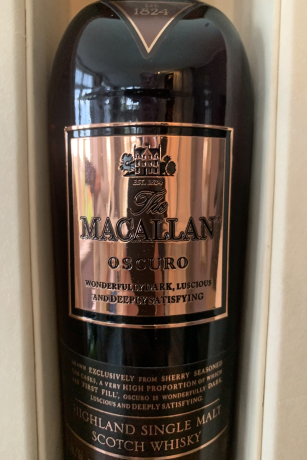 1824
EST. 1824
The
MACALLAN
OSCURO
WONDERFULLY DARK, LUSCIOUS
AND DEEPLY SATISFYING
DRAWN EXCLUSIVELY FROM SHERRY SEASONED
OAK CASKS, A VERY HIGH PROPORTION OF WHICH
ARE 'FIRST FILL', OSCURO IS WONDERFULLY DARK,
LUSCIOUS AND DEEPLY SATISFYING.
HIGHLAND SINGLE MALT
SCOTCH WHISKY